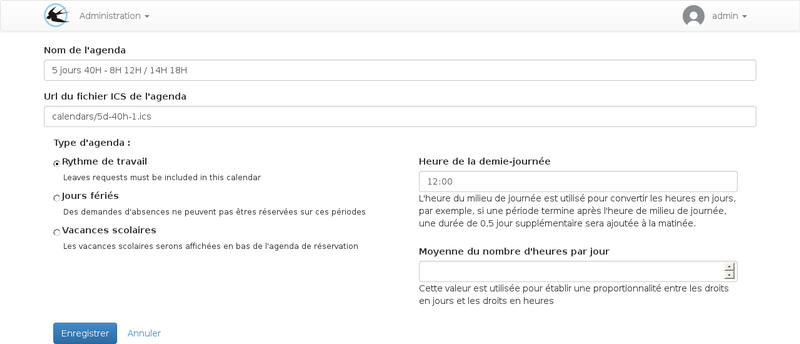 Administration
admin
Nom de l'agenda
5 jours 40H - 8H 12H / 14H 18H
Url du fichier ICS de l'agenda
calendars/5d-40h-1.ics
Type d'agenda :
Rythme de travail
Leaves requests must be included in this calendar
Jours fériés
Des demandes d'absences ne peuvent pas êtres réservées sur ces périodes
Vacances scolaires
Les vacances scolaires serons affichées en bas de l'agenda de réservation
Heure de la demie-journée
12:00
L'heure du milieu de journée est utilisé pour convertir les heures en jours,
par exemple, si une période termine après l'heure de milieu de journée,
une durée de 0,5 jour supplémentaire sera ajoutée à la matinée.
Moyenne du nombre d'heures par jour
Cette valeur est utilisée pour établir une proportionnalité entre les droits
en jours et les droits en heures
Enregistrer
Annuler